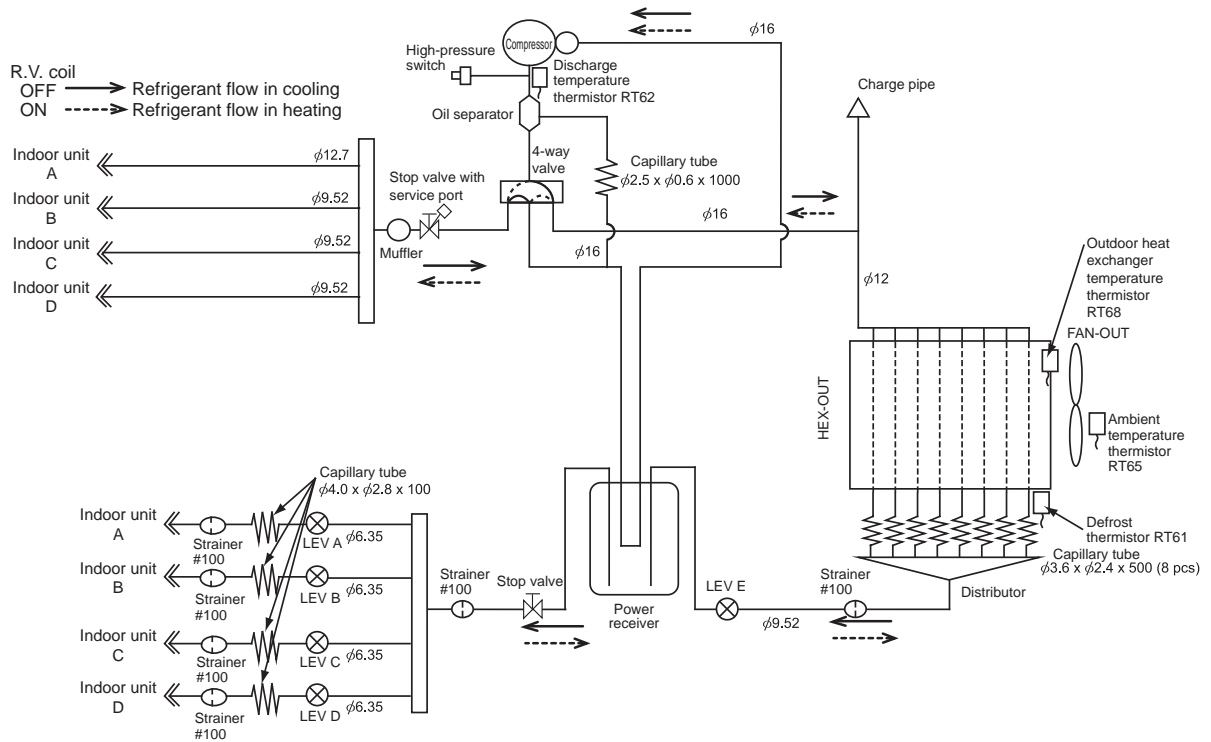 R.V. coil
OFF
Refrigerant flow in cooling
ON
Refrigerant flow in heating
High-pressure
switch
Compressor
Discharge
temperature
thermistor RT62
Oil separator
4-way
valve
Capillary tube
ϕ2.5 x ϕ0.6 x 1000
ϕ16
Charge pipe
Indoor unit
A
ϕ12.7
Indoor unit
B
ϕ9.52
Indoor unit
C
ϕ9.52
Indoor unit
D
ϕ9.52
Stop valve with
service port
Muffler
ϕ16
ϕ16
ϕ12
Outdoor heat
exchanger
temperature
thermistor
RT68
FAN-OUT
HEX-OUT
Ambient
temperature
thermistor
RT65
Defrost
thermistor RT61
Capillary tube
ϕ3.6 x ϕ2.4 x 500 (8 pcs)
Distributor
Capillary tube
ϕ4.0 x ϕ2.8 x 100
Indoor unit
A
Strainer
#100
LEV A
ϕ6.35
Indoor unit
B
Strainer
#100
LEV B
ϕ6.35
Indoor unit
C
Strainer
#100
LEV C
ϕ6.35
Indoor unit
D
Strainer
#100
LEV D
ϕ6.35
Strainer
#100
Stop valve
Power
receiver
LEV E
ϕ9.52
Strainer
#100